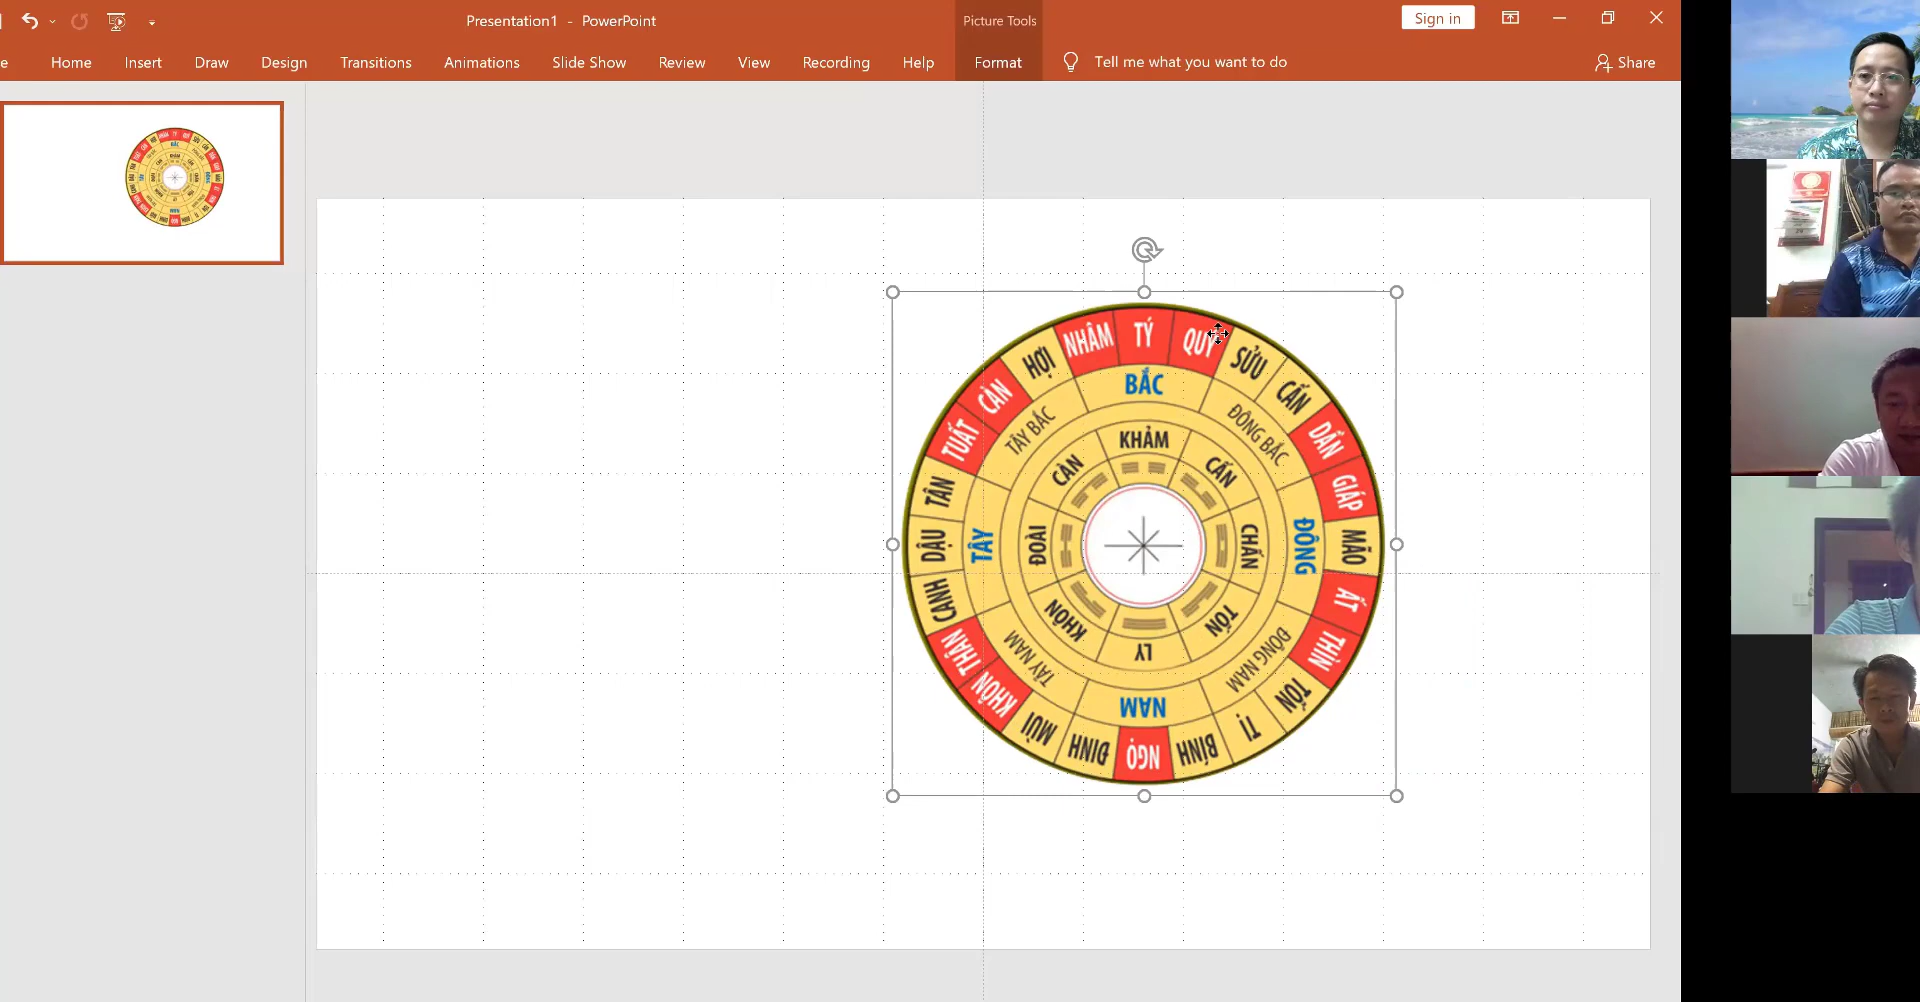 Presentation1 - PowerPoint
Picture Tools
Sign in
Home
Insert
Draw
Design
Transitions
Animations
Slide Show
Review
View
Recording
Help
Format
Tell me what you want to do
Share
NHÂM
TÝ
QUÝ
SỬU
CẤN
DẦN
GIÁP
MÃO
ẤT
THÌN
TỐN
TỊ
BÍNH
NGỌ
ĐINH
MÙI
KHÔN
THÂN
CANH
DẬU
TÂN
TUẤT
CÀN
HỢI
BẮC
ĐÔNG BẮC
ĐÔNG
ĐÔNG NAM
NAM
TÂY NAM
TÂY
TÂY BẮC
KHẢM
CẤN
CHẤN
TỐN
LY
KHÔN
ĐOÀI
CÀN